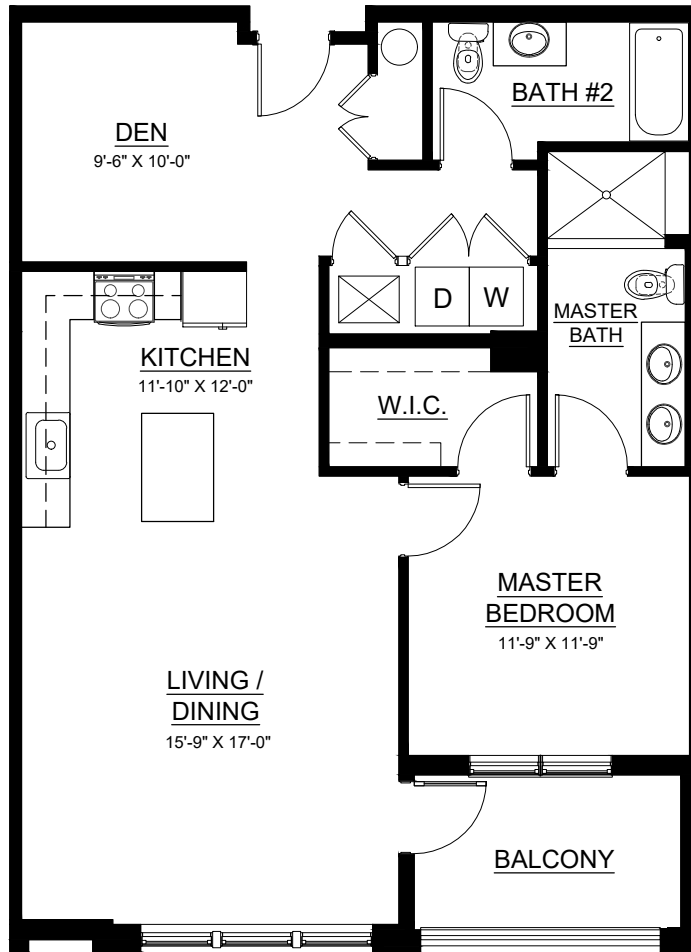 BATH #2
DEN
9'-6" X 10'-0"
D
W
MASTER
BATH
KITCHEN
11'-10" X 12'-0"
W.I.C.
MASTER
BEDROOM
11'-9" X 11'-9"
LIVING /
DINING
15'-9" X 17'-0"
BALCONY